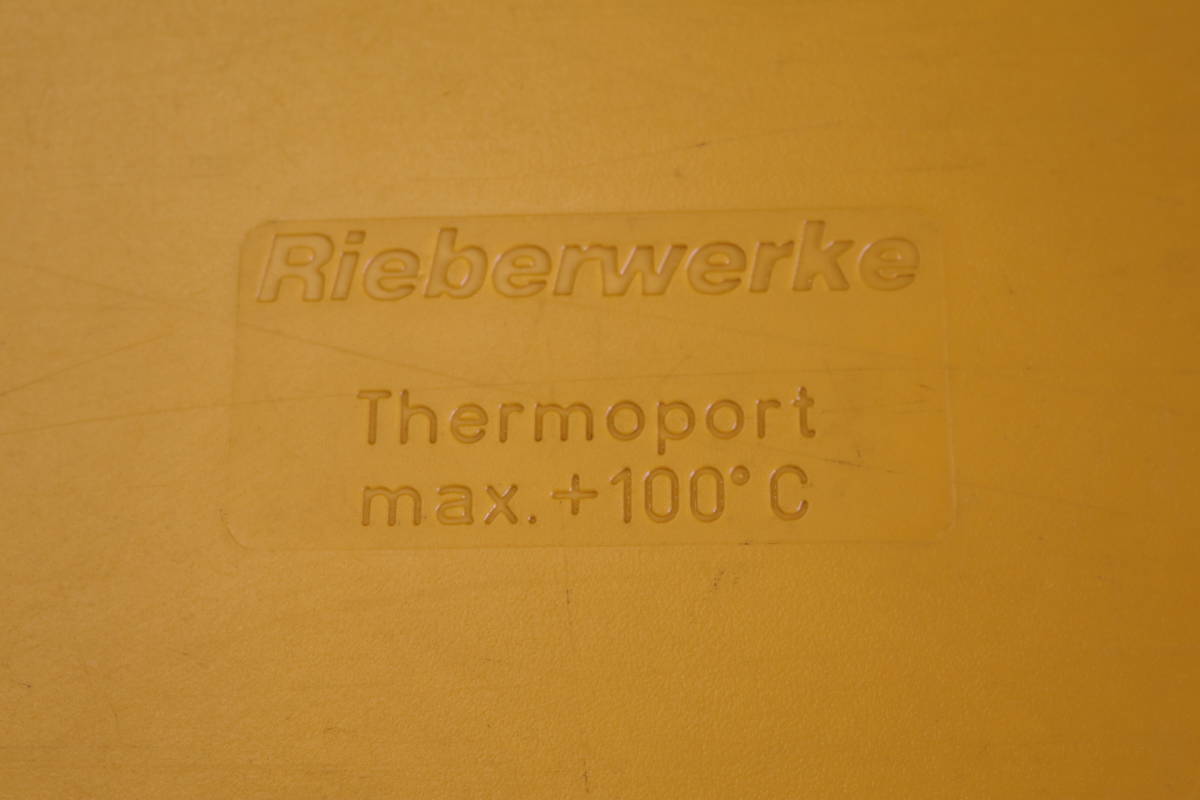 Rieberwerke
Thermoport
max. +100° C